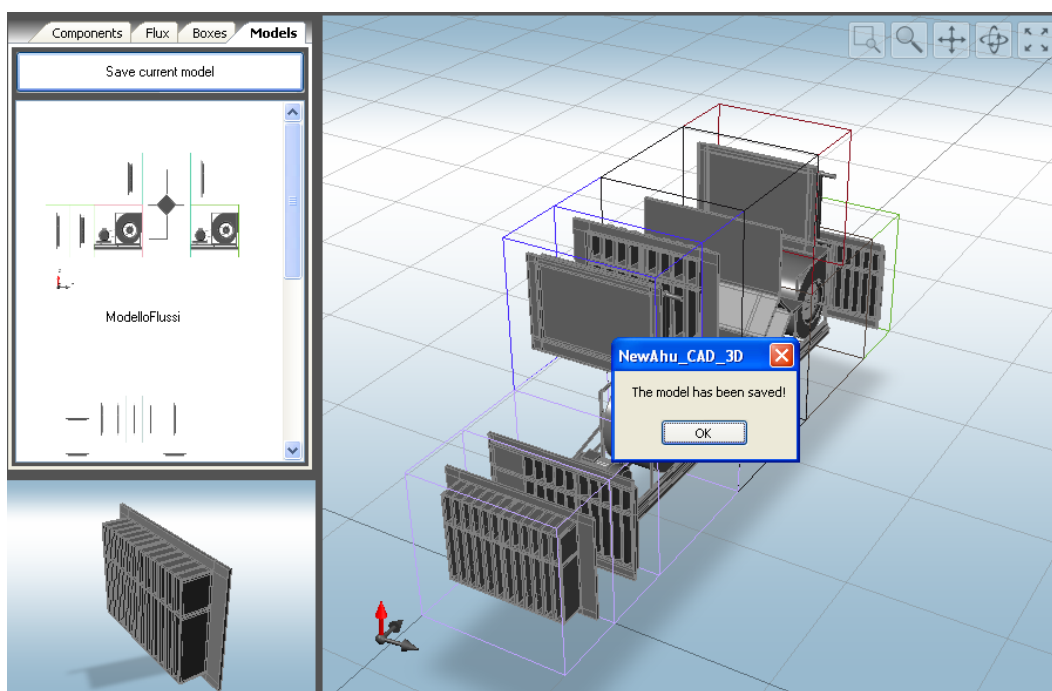 Components Flux Boxes Models
Save current model
ModelloFlussi
NewAhu_CAD_3D
The model has been saved!
OK